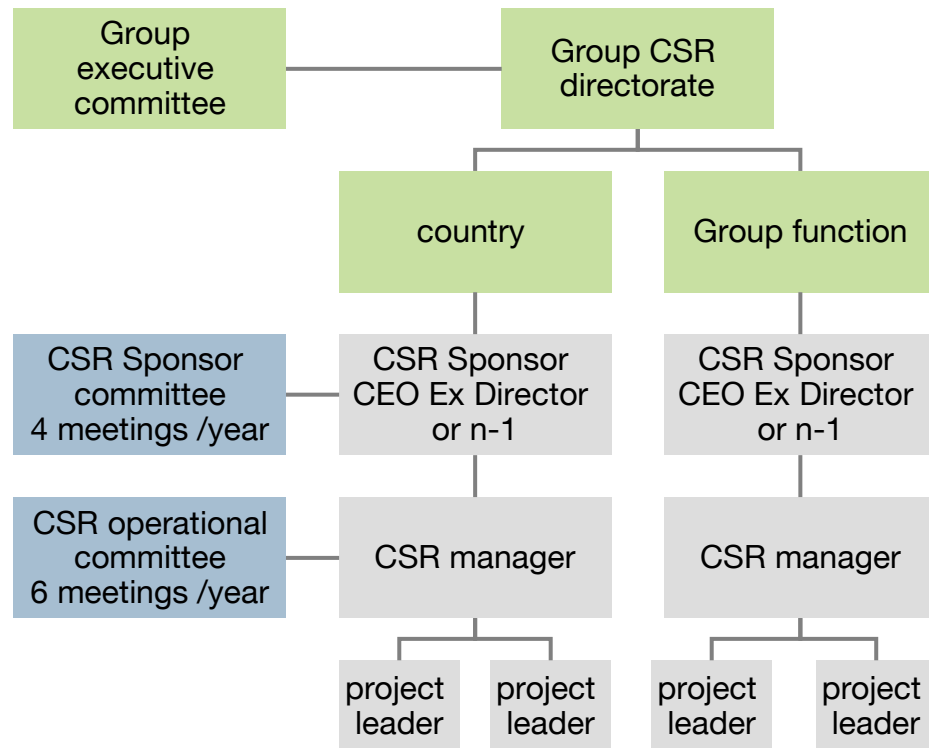 Group
executive
committee
Group CSR
directorate
country
Group function
CSR Sponsor
committee
4 meetings /year
CSR Sponsor
CEO Ex Director
or n-1
CSR Sponsor
CEO Ex Director
or n-1
CSR operational
committee
6 meetings /year
CSR manager
CSR manager
project
leader
project
leader
project
leader
project
leader